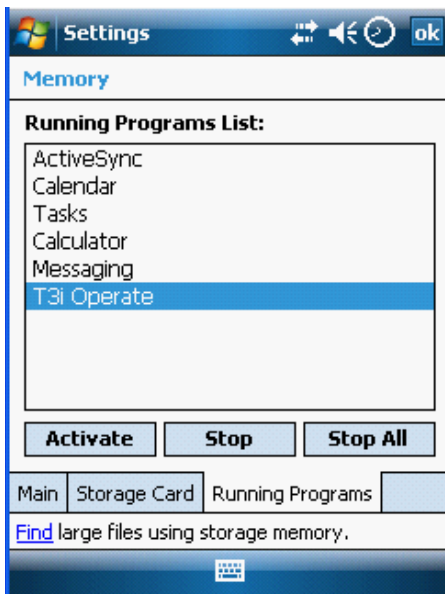 Settings ok
Memory
Running Programs List:
ActiveSync
Calendar
Tasks
Calculator
Messaging
T3i Operate
Activate Stop Stop All
Main Storage Card Running Programs
Find large files using storage memory.